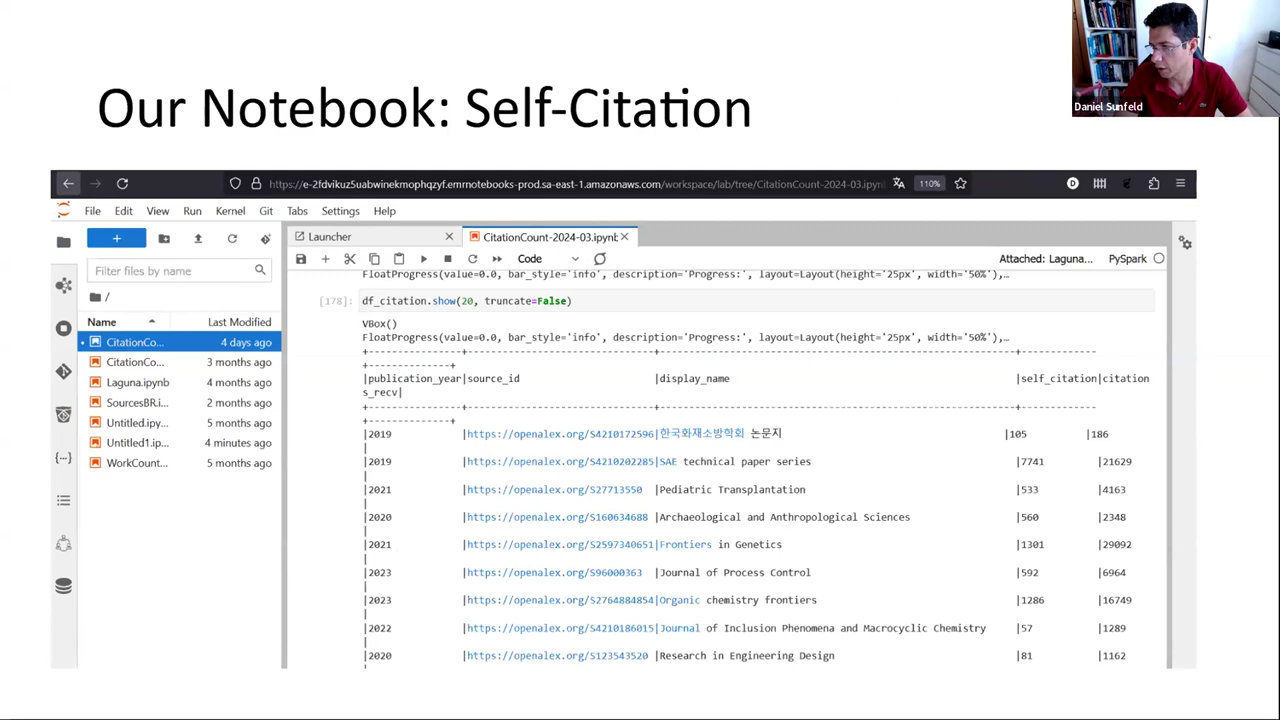 Daniel Sunfeld
Our Notebook: Self-Citation
https://e-2fdvikuz5uabwinekmophqzyf.emrnotebooks-prod.sa-east-1.amazonaws.com/workspace/lab/tree/CitationCount-2024-03.ipynb
110%
File Edit View Run Kernel Git Tabs Settings Help
Launcher
CitationCount-2024-03.ipynb
Filter files by name
Code
Attached: Laguna...
PySpark
/
Name Last Modified
CitationCo... 4 days ago
CitationCo... 3 months ago
Laguna.ipynb 4 months ago
SourcesBR.i... 2 months ago
Untitled.ipy... 5 months ago
Untitled1.ip... 4 minutes ago
WorkCount... 5 months ago
FloatProgress(value=0.0, bar_style='info', description='Progress:', layout=Layout(height='25px', width='50%'),…
[178]: df_citation.show(20, truncate=False)
VBox()
FloatProgress(value=0.0, bar_style='info', description='Progress:', layout=Layout(height='25px', width='50%'),…
|publication_year|source_id |display_name |self_citation|citation
s_recv|
|2019 |https://openalex.org/S4210172596|한국화재소방학회 논문지 |105 |186
|2019 |https://openalex.org/S4210202285|SAE technical paper series |7741 |21629
|2021 |https://openalex.org/S27713550 |Pediatric Transplantation |533 |4163
|2020 |https://openalex.org/S160634688 |Archaeological and Anthropological Sciences |560 |2348
|2021 |https://openalex.org/S2597340651|Frontiers in Genetics |1301 |29092
|2023 |https://openalex.org/S96000363 |Journal of Process Control |592 |6964
|2023 |https://openalex.org/S2764884854|Organic chemistry frontiers |1286 |16749
|2022 |https://openalex.org/S4210186015|Journal of Inclusion Phenomena and Macrocyclic Chemistry |57 |1289
|2020 |https://openalex.org/S123543520 |Research in Engineering Design |81 |1162